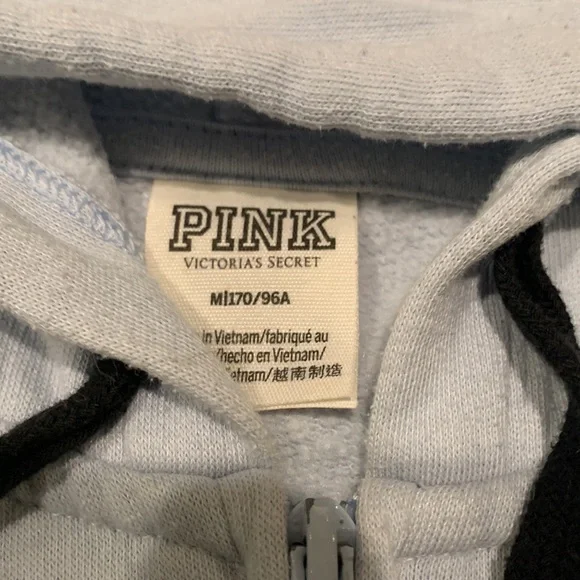 PINK
VICTORIA'S SECRET
M|170/96A
in Vietnam/fabriqué au
/hecho en Vietnam/
/越南制造